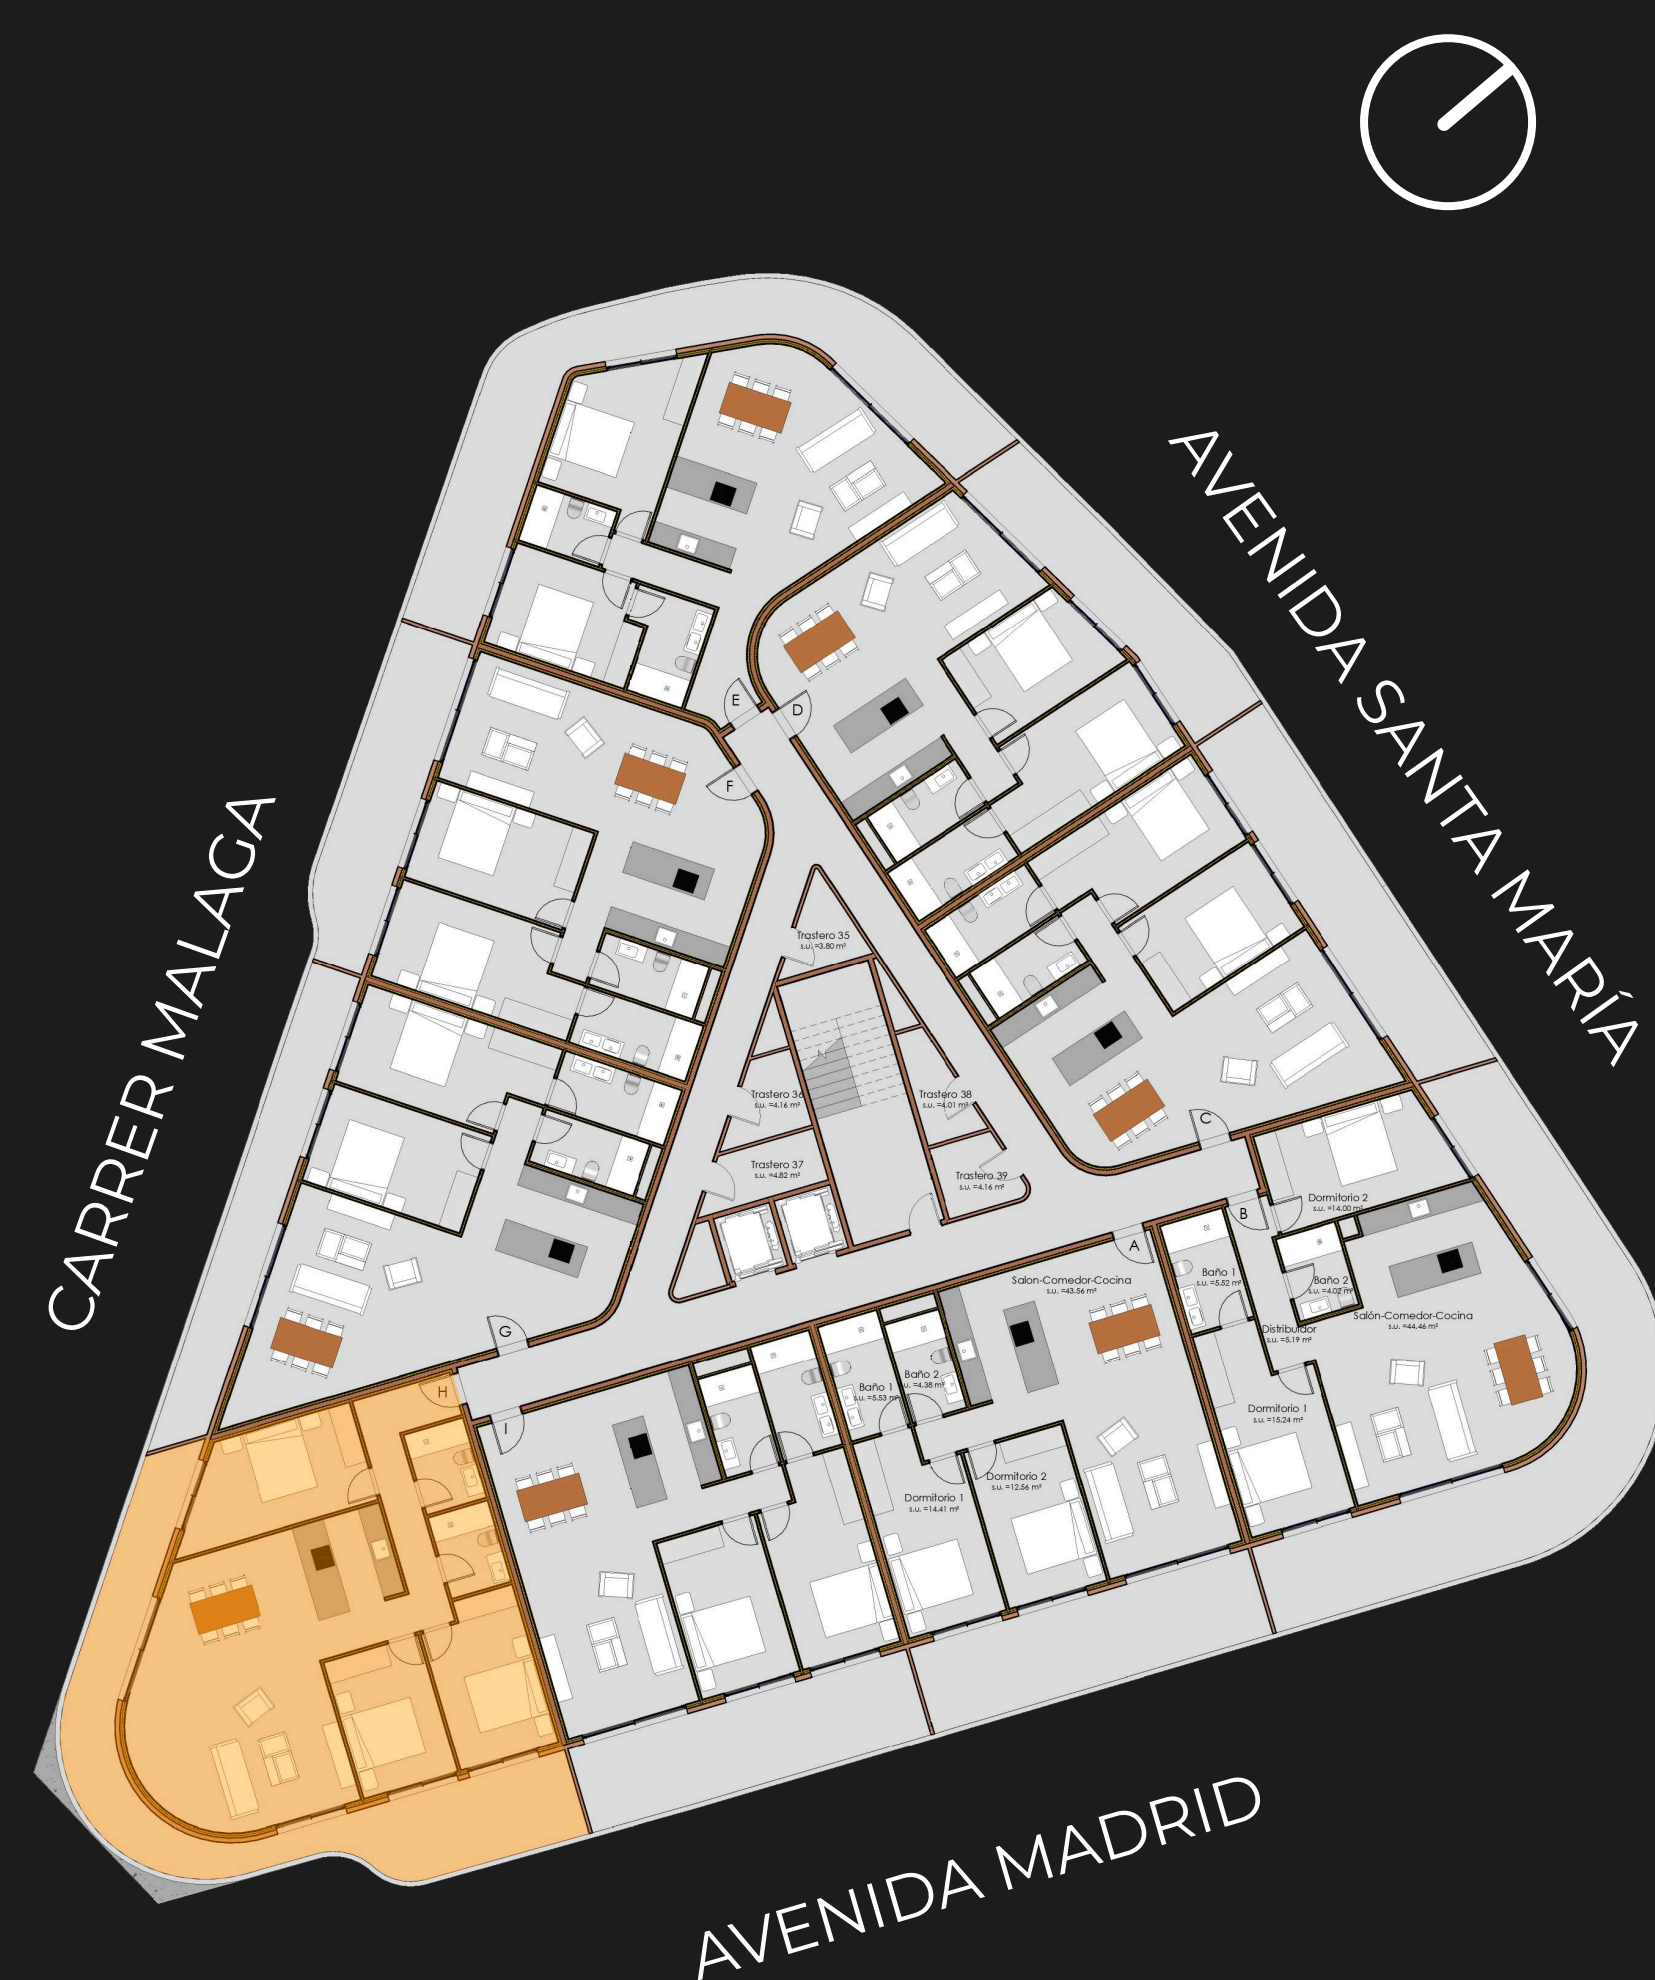 AVENIDA SANTA MARÍA
CARRER MALAGA
E
D
F
Trastero 35
s.u. =3.80 m²
Trastero 36
s.u. =4.16 m²
Trastero 38
s.u. =4.01 m²
Trastero 37
s.u. =4.82 m²
Trastero 39
s.u. =4.16 m²
C
Dormitorio 2
s.u. =14.00 m²
B
A
Salon-Comedor-Cocina
s.u. =43.56 m²
Baño 1
s.u. =5.52 m²
Baño 2
s.u. =4.02 m²
Salón-Comedor-Cocina
s.u. =44.46 m²
Distribuidor
s.u. =5.19 m²
G
H
I
Baño 1
s.u. =5.53 m²
Baño 2
s.u. =4.38 m²
Dormitorio 1
s.u. =15.24 m²
Dormitorio 2
s.u. =12.56 m²
Dormitorio 1
s.u. =14.41 m²
AVENIDA MADRID